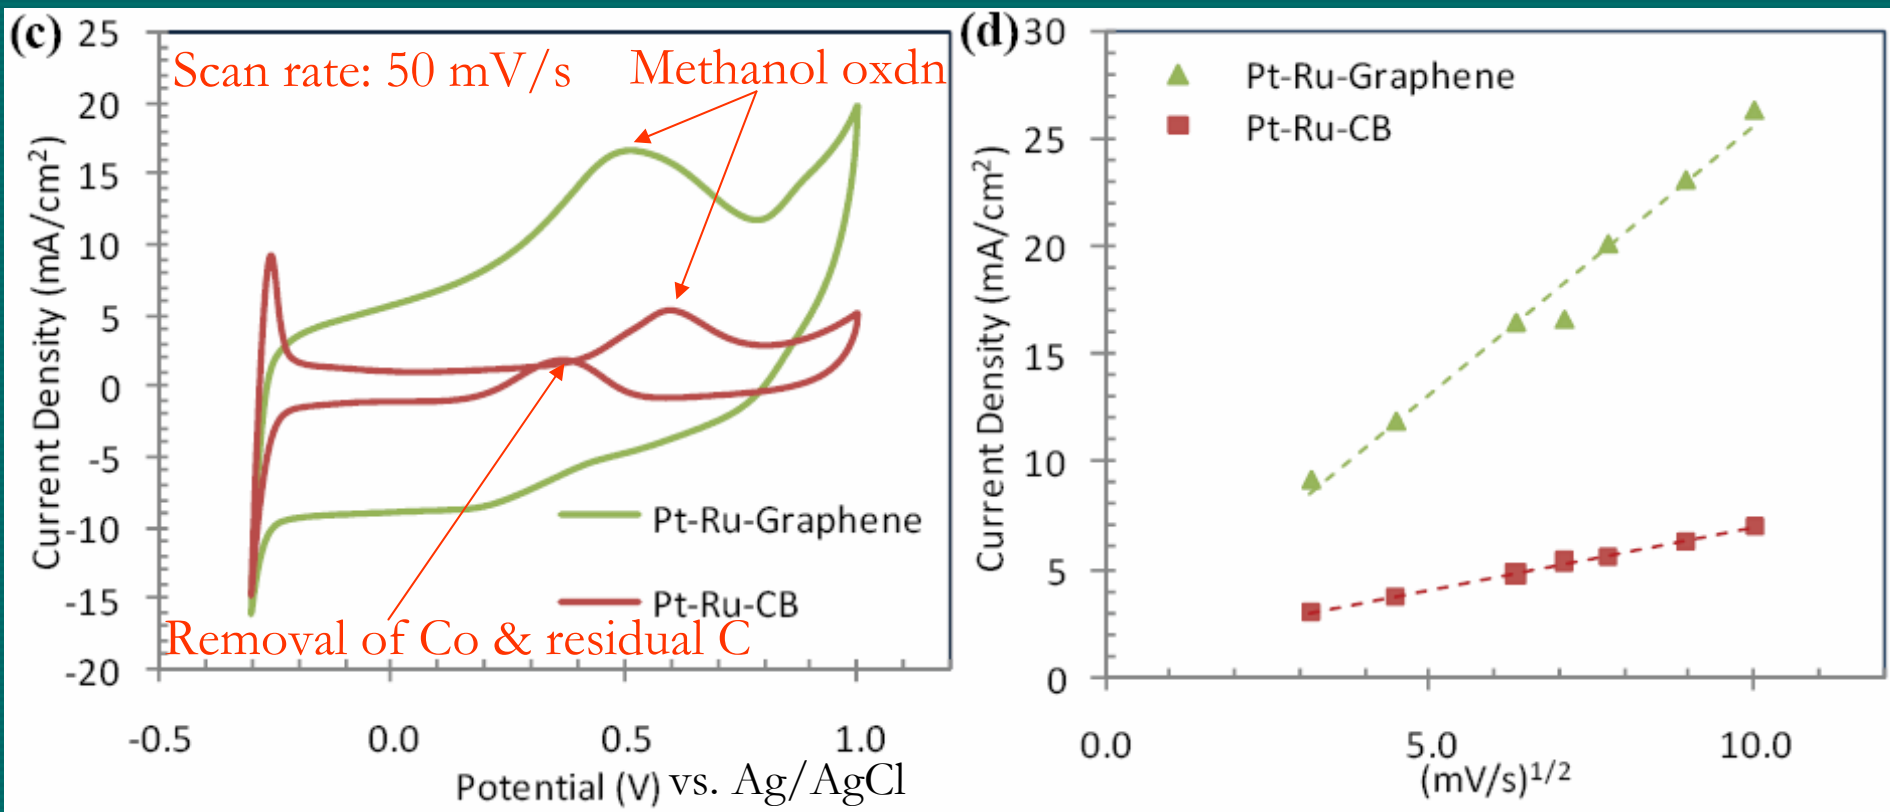 (c)
25
20
15
10
5
0
-5
-10
-15
-20
Current Density (mA/cm²)
Scan rate: 50 mV/s
Methanol oxdn
Pt-Ru-Graphene
Pt-Ru-CB
Removal of Co & residual C
-0.5 0.0 0.5 1.0
Potential (V) vs. Ag/AgCl
(d)
30
25
20
15
10
5
0
Current Density (mA/cm²)
Pt-Ru-Graphene
Pt-Ru-CB
0.0 5.0 10.0
(mV/s)¹/²